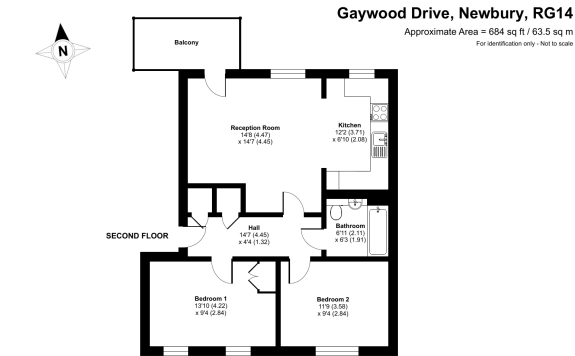 Gaywood Drive, Newbury, RG14
Approximate Area = 684 sq ft / 63.5 sq m
For identification only - Not to scale
N
Balcony
Reception Room
14'8 (4.47)
x 14'7 (4.45)
Kitchen
12'2 (3.71)
x 6'10 (2.08)
Hall
14'7 (4.45)
x 4'4 (1.32)
Bathroom
6'11 (2.11)
x 6'3 (1.91)
SECOND FLOOR
Bedroom 1
13'10 (4.22)
x 9'4 (2.84)
Bedroom 2
11'9 (3.58)
x 9'4 (2.84)